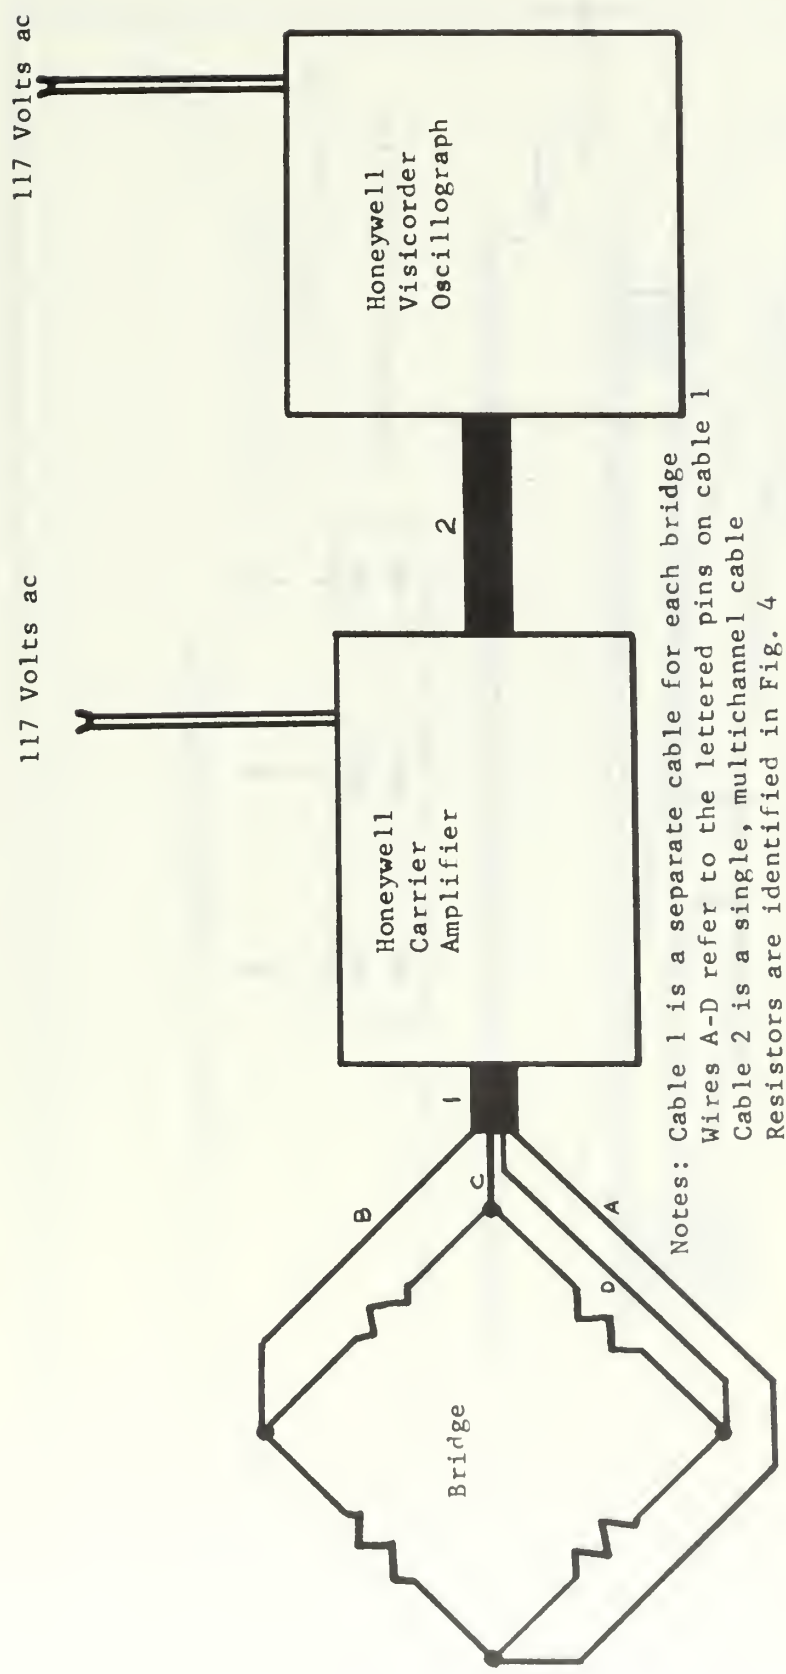 117 Volts ac
117 Volts ac
Honeywell
Visicorder
Oscillograph
2
Honeywell
Carrier
Amplifier
1
B
C
D
A
Bridge
Notes: Cable 1 is a separate cable for each bridge
Wires A-D refer to the lettered pins on cable 1
Cable 2 is a single, multichannel cable
Resistors are identified in Fig. 4